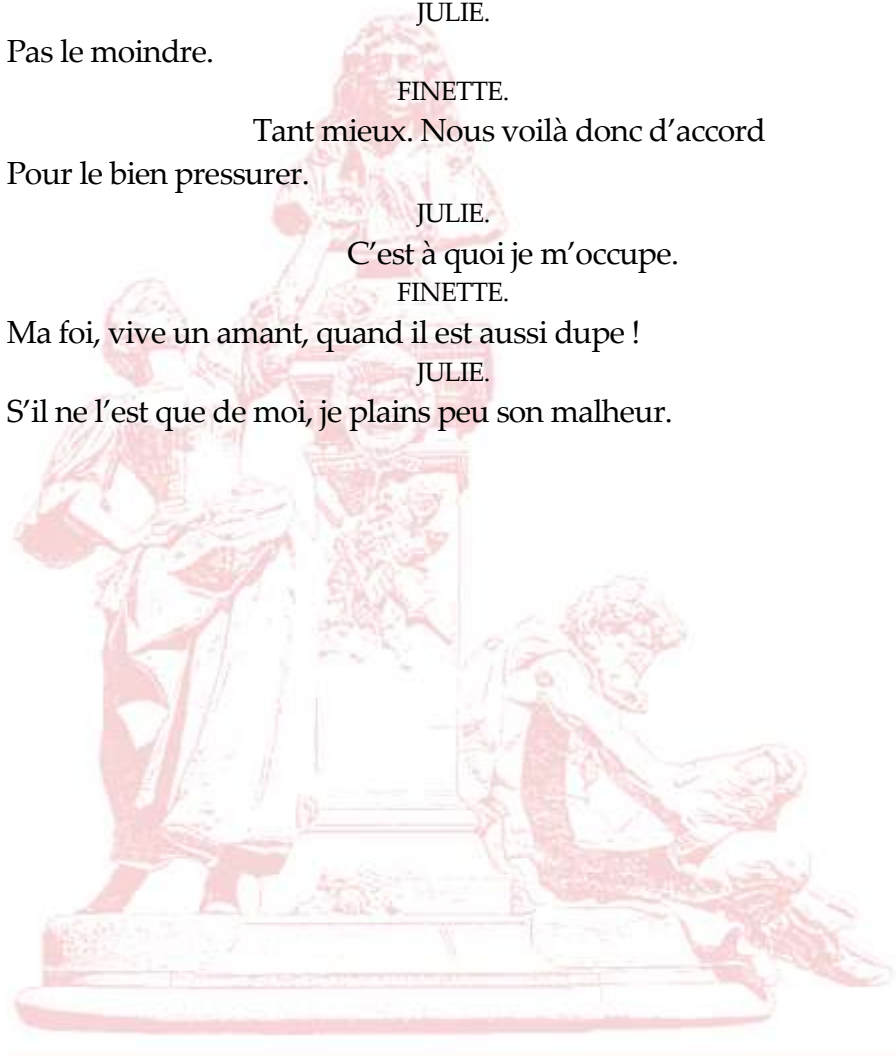 JULIE.
Pas le moindre.
FINETTE.
Tant mieux. Nous voilà donc d’accord
Pour le bien pressurer.
JULIE.
C’est à quoi je m’occupe.
FINETTE.
Ma foi, vive un amant, quand il est aussi dupe !
JULIE.
S’il ne l’est que de moi, je plains peu son malheur.